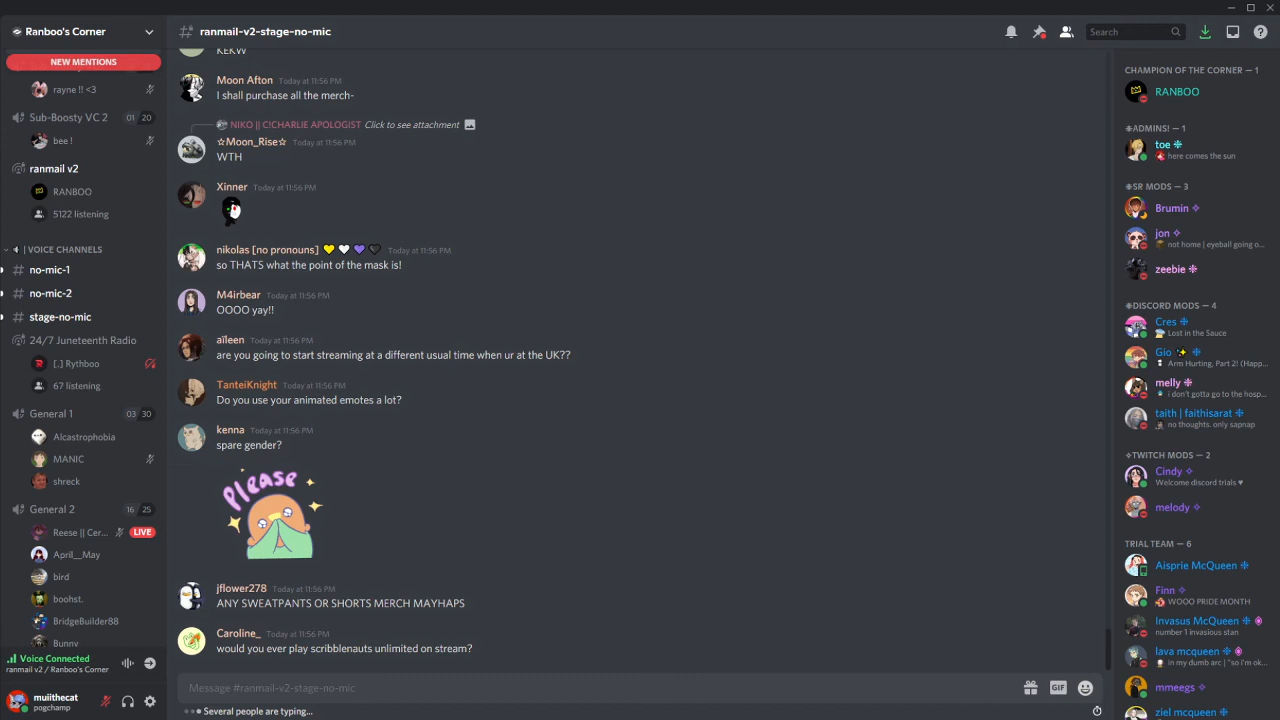 Ranboo's Corner
NEW MENTIONS
rayne !! <3
Sub-Boosty VC 2 01 20
bee !
ranmail v2
RANBOO
5122 listening
| VOICE CHANNELS
no-mic-1
no-mic-2
stage-no-mic
24/7 Juneteenth Radio
[.] Rythboo
67 listening
General 1 03 30
Alcastrophobia
MANIC
shreck
General 2 16 25
Reese || Cer... LIVE
April__May
bird
boohst.
BridgeBuilder88
Bunny
Voice Connected
ranmail v2 / Ranboo's Corner
muiithecat
pogchamp
ranmail-v2-stage-no-mic
Search
KEKW
Moon Afton Today at 11:56 PM
I shall purchase all the merch-
NIKO || C!CHARLIE APOLOGIST Click to see attachment
☆Moon_Rise☆ Today at 11:56 PM
WTH
Xinner Today at 11:56 PM
nikolas [no pronouns] 💛🤍💜🖤 Today at 11:56 PM
so THATS what the point of the mask is!
M4irbear Today at 11:56 PM
OOOO yay!!
aïleen Today at 11:56 PM
are you going to start streaming at a different usual time when ur at the UK??
TanteiKnight Today at 11:56 PM
Do you use your animated emotes a lot?
kenna Today at 11:56 PM
spare gender?
PLease
jflower278 Today at 11:56 PM
ANY SWEATPANTS OR SHORTS MERCH MAYHAPS
Caroline_ Today at 11:56 PM
would you ever play scribblenauts unlimited on stream?
Message #ranmail-v2-stage-no-mic
GIF
Several people are typing...
CHAMPION OF THE CORNER — 1
RANBOO
❉ADMINS! — 1
toe ❉
here comes the sun
❉SR MODS — 3
Brumin ✧
jon ✧
not home | eyeball going o...
zeebie ❉
❉DISCORD MODS — 4
Cres ❉
Lost in the Sauce
Gio ✨ ❉
Arm Hurting, Part 2! (Happ...
melly ❉
i don't gotta go to the hosp...
taith | faithisarat ❉
no thoughts. only sapnap
✧TWITCH MODS — 2
Cindy ✧
Welcome discord trials ♥
melody ✧
TRIAL TEAM — 6
Aisprie McQueen ❉
Finn ✧
WOOO PRIDE MONTH
Invasus McQueen ❉
number 1 invasious stan
lava mcqueen ❉
in my dumb arc | "so i'm ok...
mmeegs ✧
ziel mcqueen ❉